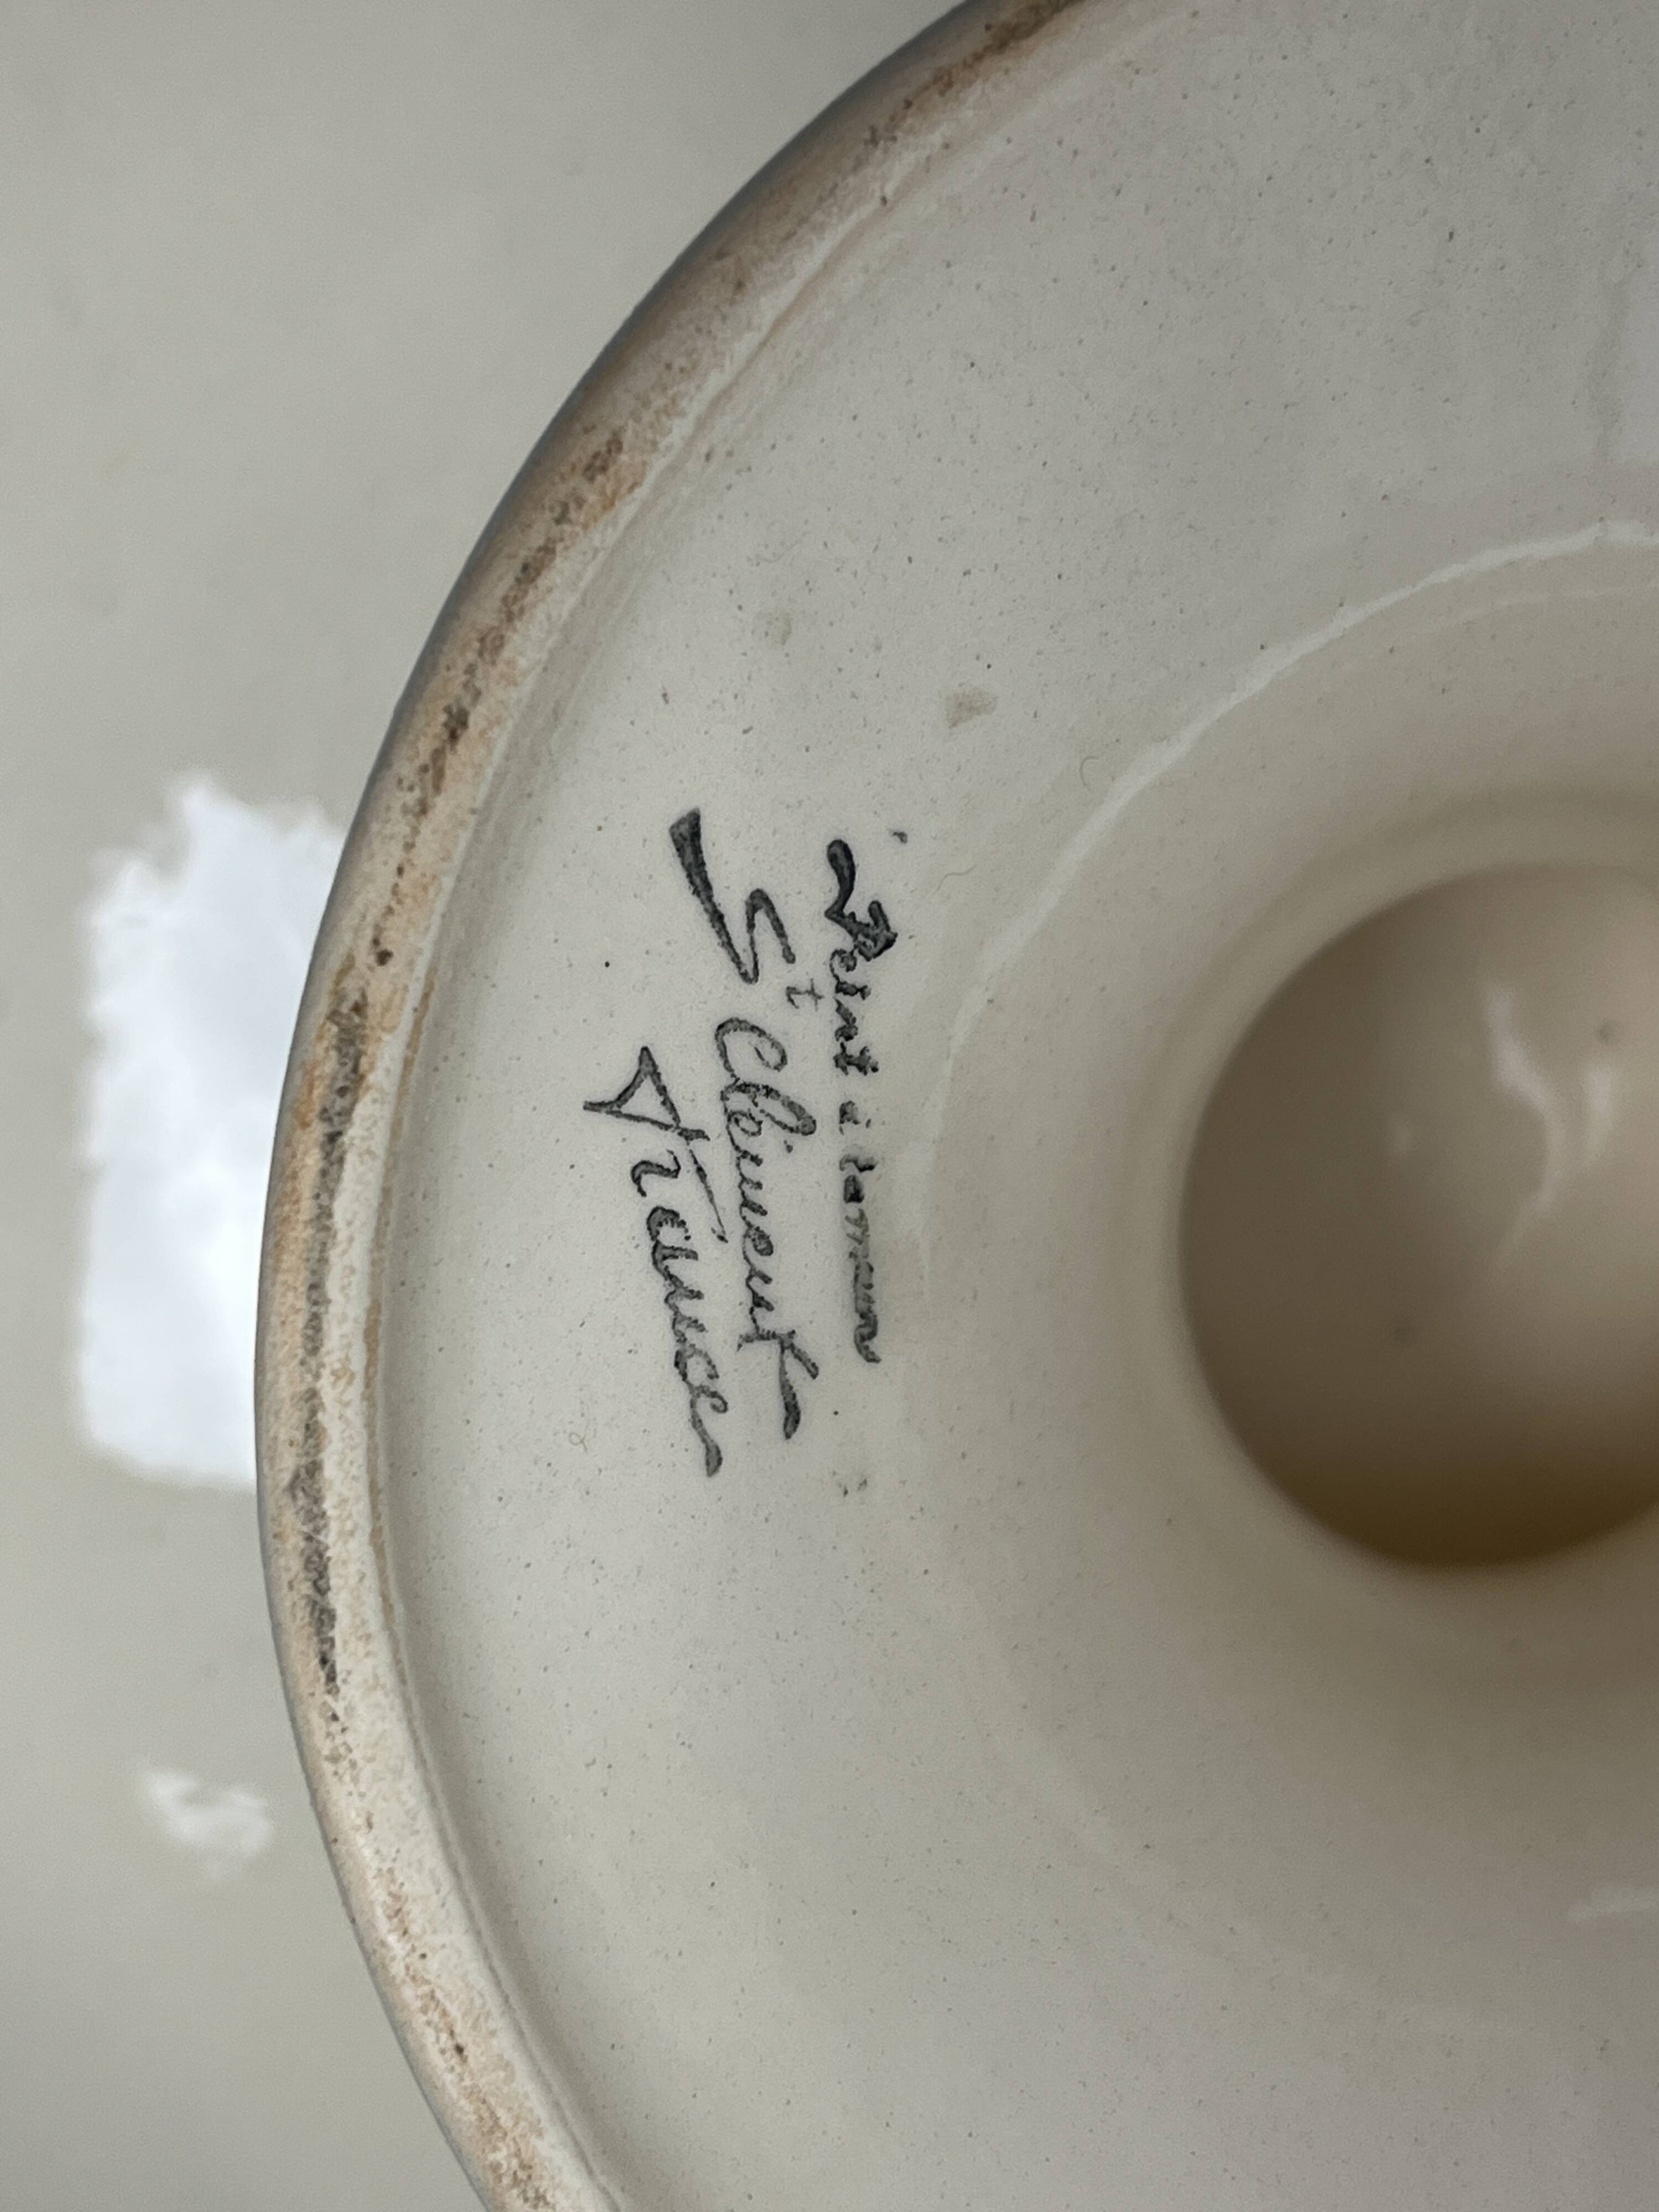 Peint à la main
St Clément
France